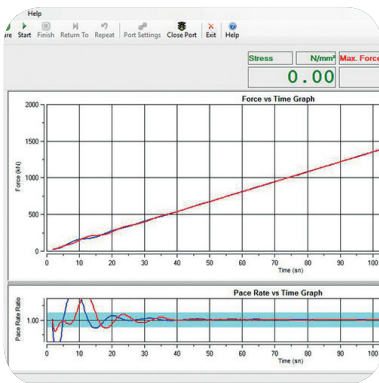 Help
Start Finish Return To Repeat Port Settings Close Port Exit Help
Stress N/mm² Max. Force
0.00
Force vs Time Graph
2000
1500
1000
500
0
Force (kN)
0 10 20 30 40 50 60 70 80 90 100
Time (sn)
Pace Rate vs Time Graph
Pace Rate Ratio
1.00
0 10 20 30 40 50 60 70 80 90 100
Time (sn)